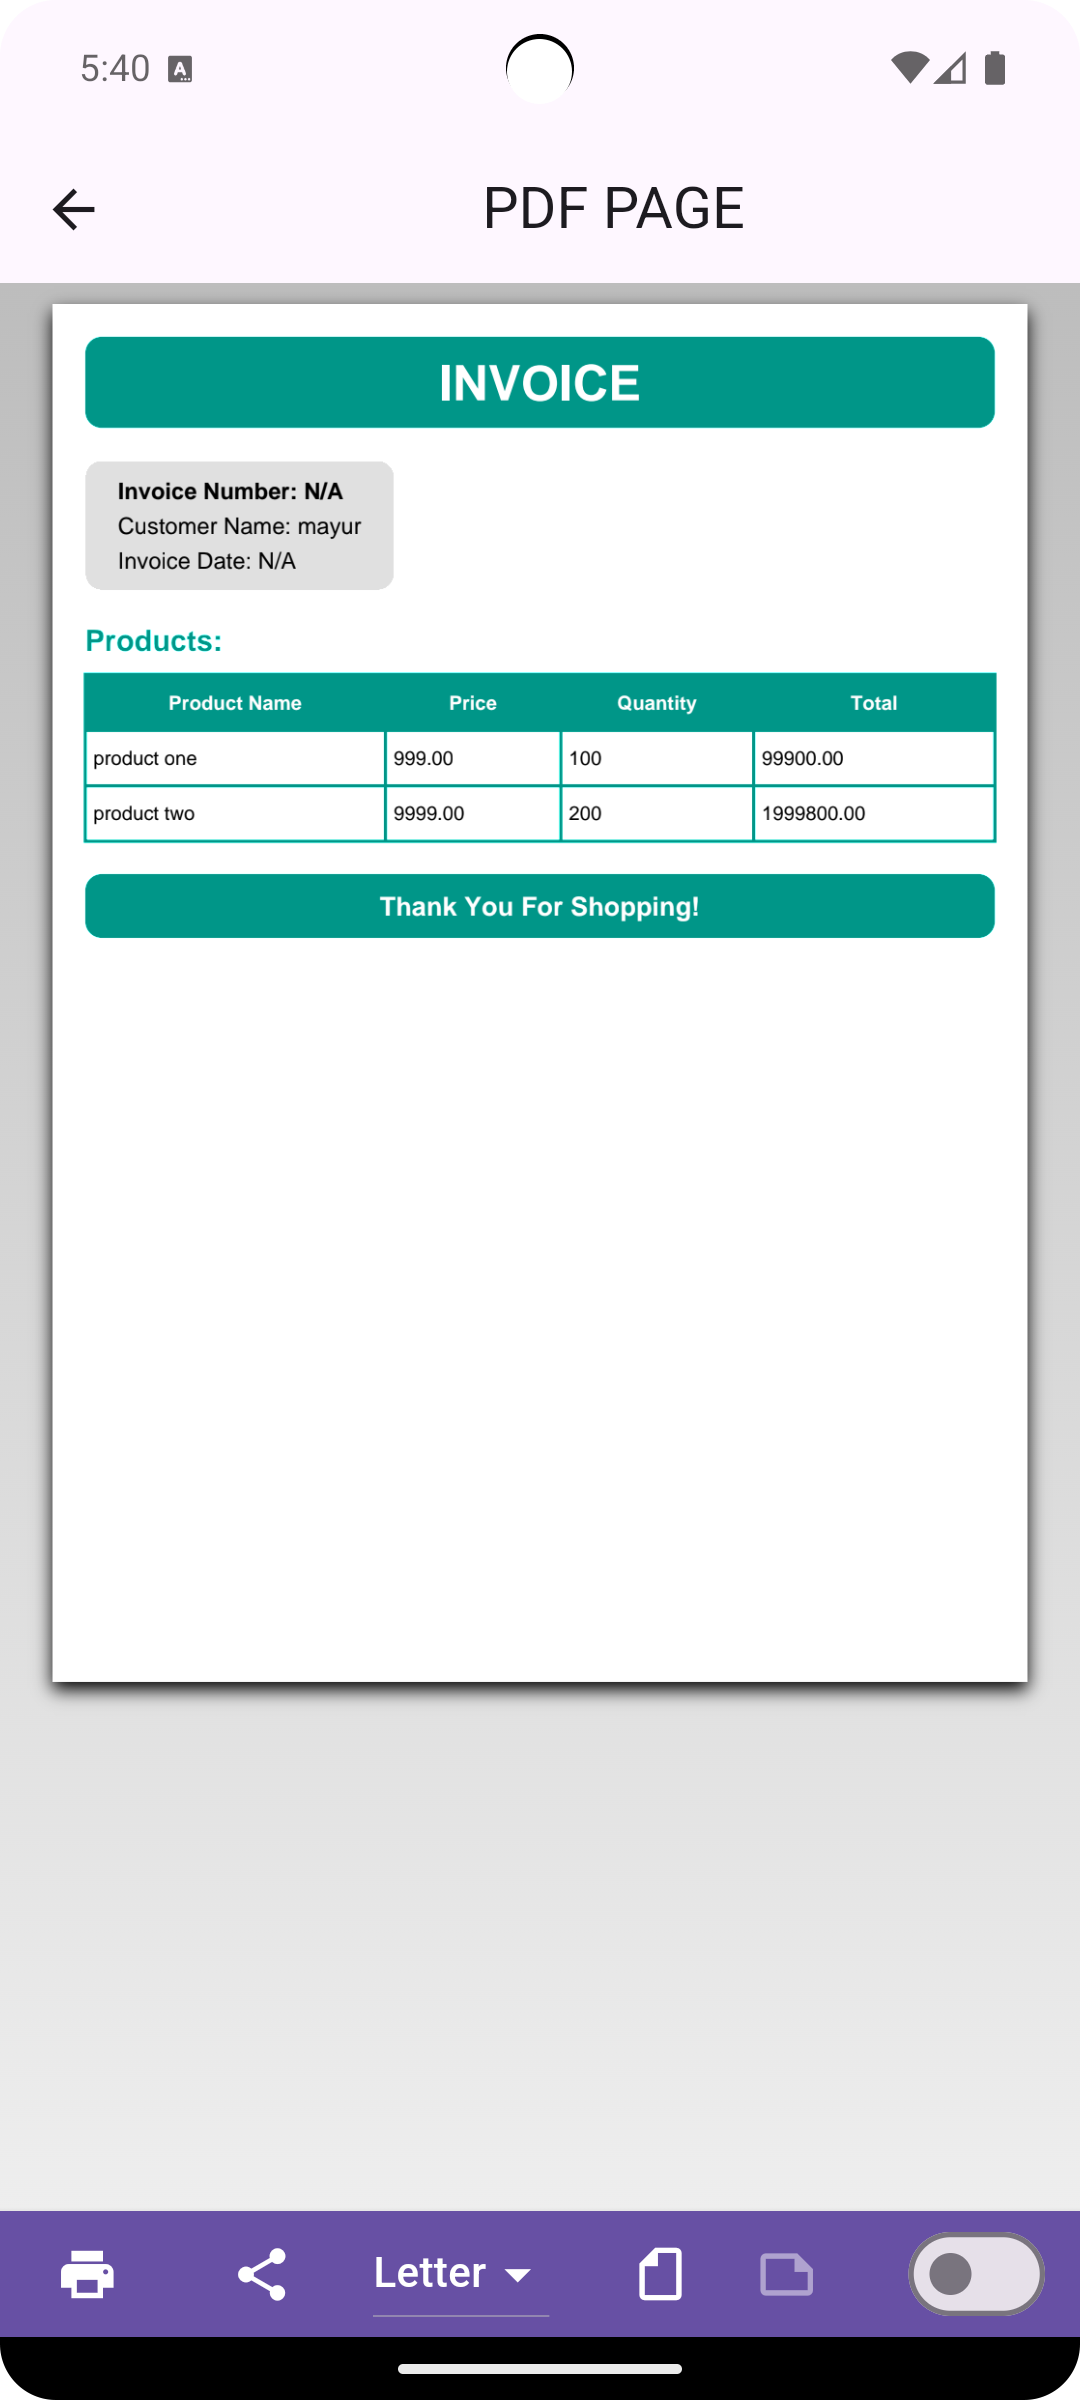 5:40
PDF PAGE
INVOICE
Invoice Number: N/A
Customer Name: mayur
Invoice Date: N/A
Products:
Product Name Price Quantity Total
product one 999.00 100 99900.00
product two 9999.00 200 1999800.00
Thank You For Shopping!
Letter